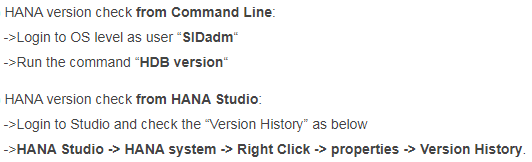 HANA version check from Command Line:
->Login to OS level as user “SIDadm“
->Run the command “HDB version“
HANA version check from HANA Studio:
->Login to Studio and check the “Version History” as below
->HANA Studio -> HANA system -> Right Click -> properties -> Version History.